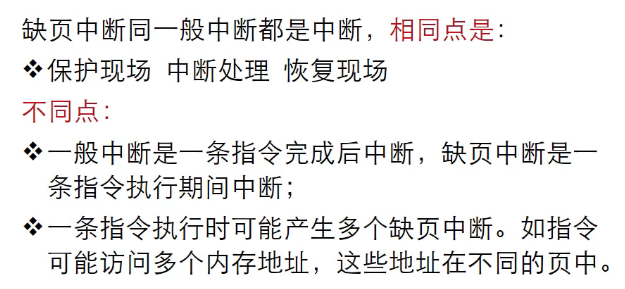 缺页中断同一般中断都是中断，相同点是：
❖保护现场 中断处理 恢复现场
不同点：
❖一般中断是一条指令完成后中断，缺页中断是一
条指令执行期间中断；
❖一条指令执行时可能产生多个缺页中断。如指令
可能访问多个内存地址，这些地址在不同的页中。